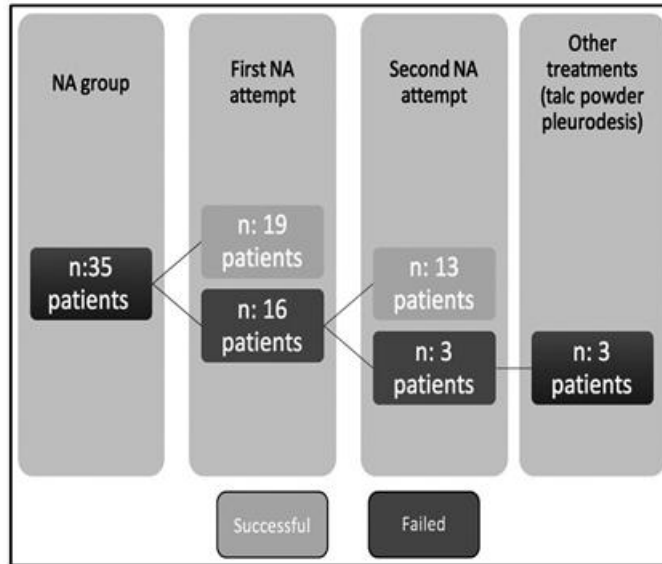 NA group
First NA
attempt
Second NA
attempt
Other
treatments
(talc powder
pleurodesis)
n:35
patients
n: 19
patients
n: 16
patients
n: 13
patients
n: 3
patients
n: 3
patients
Successful
Failed